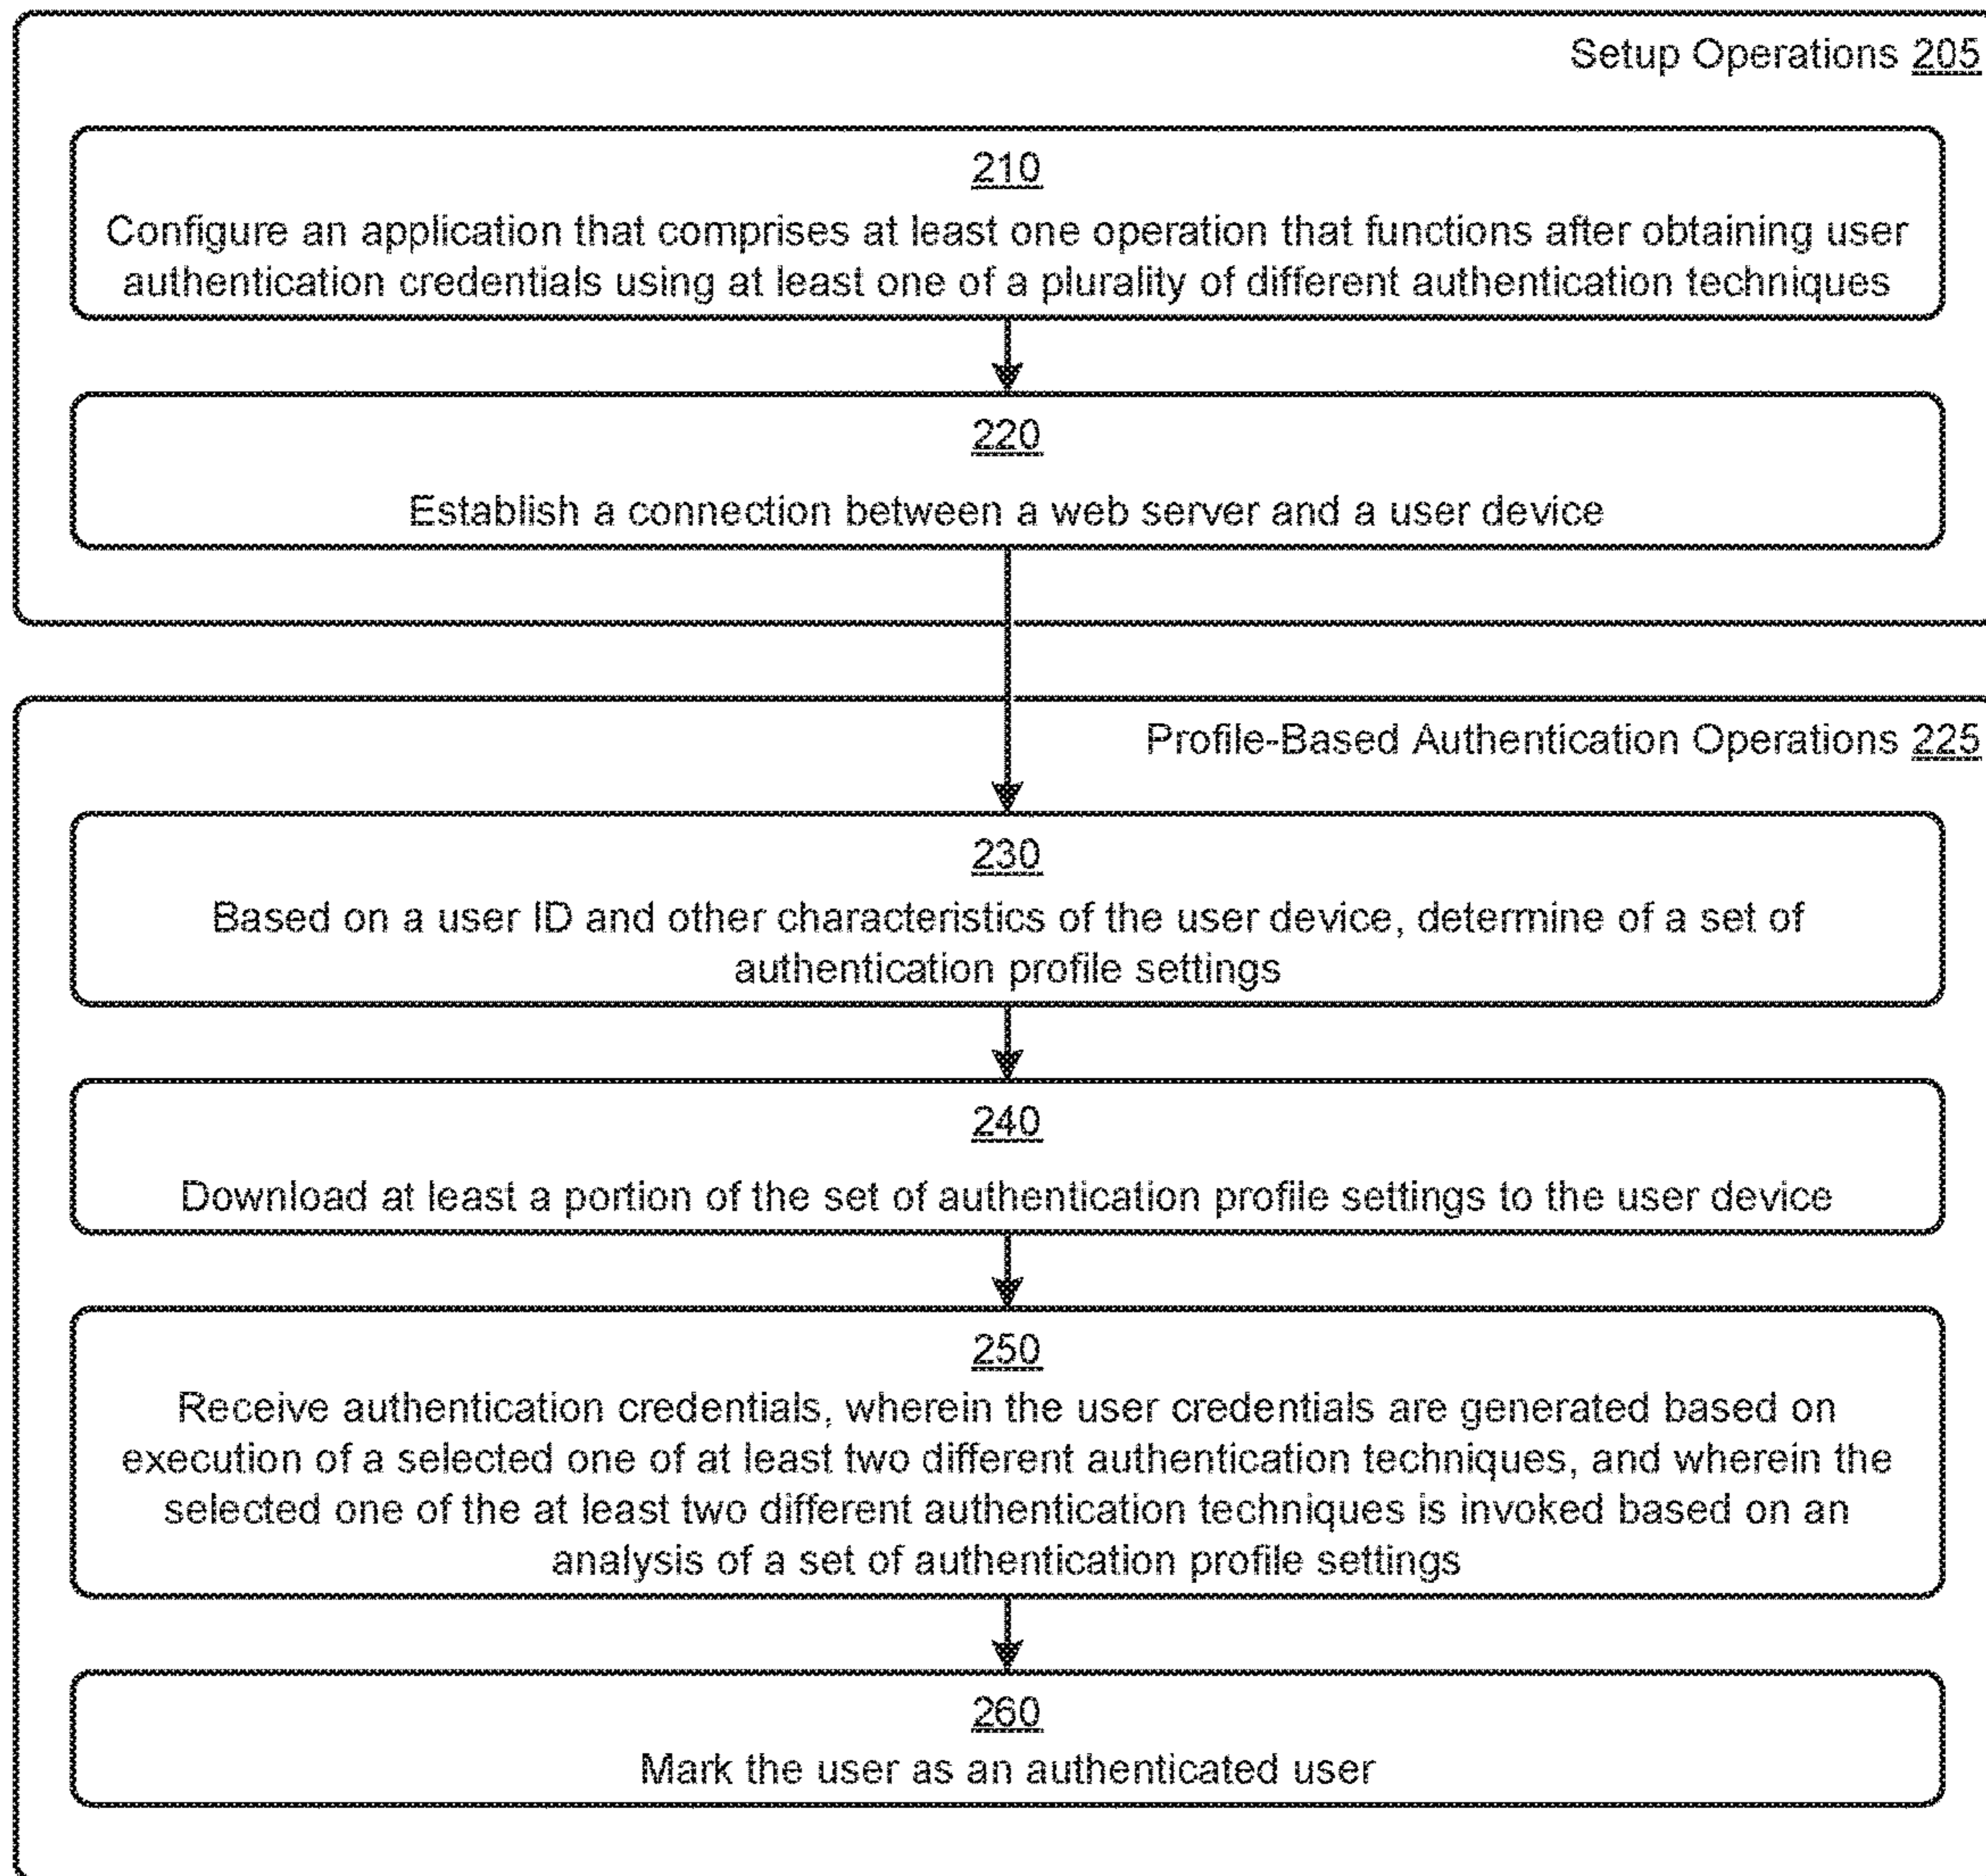 Setup Operations 205
210
Configure an application that comprises at least one operation that functions after obtaining user
authentication credentials using at least one of a plurality of different authentication techniques
220
Establish a connection between a web server and a user device
Profile-Based Authentication Operations 225
230
Based on a user ID and other characteristics of the user device, determine of a set of
authentication profile settings
240
Download at least a portion of the set of authentication profile settings to the user device
250
Receive authentication credentials, wherein the user credentials are generated based on
execution of a selected one of at least two different authentication techniques, and wherein the
selected one of the at least two different authentication techniques is invoked based on an
analysis of a set of authentication profile settings
260
Mark the user as an authenticated user